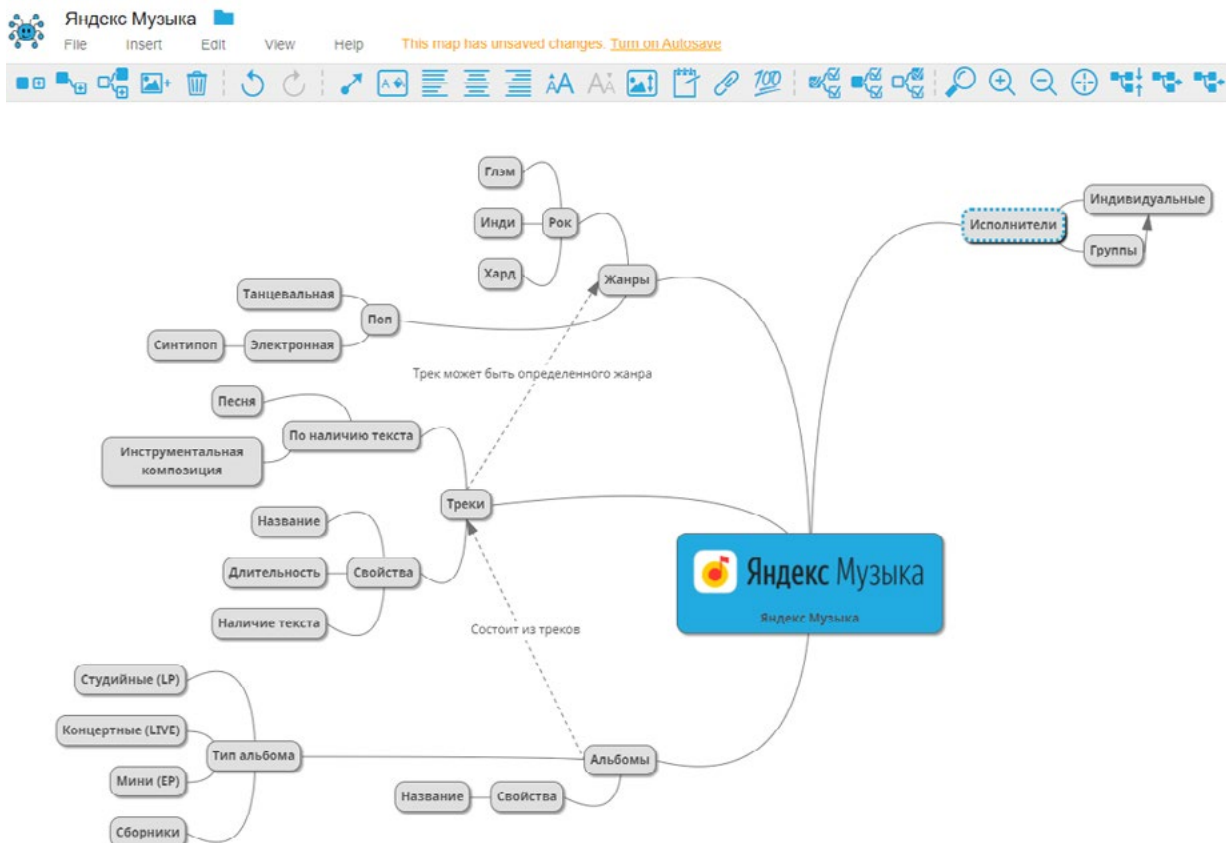 Яндекс Музыка
File Insert Edit View Help This map has unsaved changes. Turn on Autosave
Глэм
Инди
Хард
Рок
Жанры
Танцевальная
Поп
Синтипоп
Электронная
Исполнители
Индивидуальные
Группы
Трек может быть определенного жанра
Песня
По наличию текста
Инструментальная
композиция
Треки
Название
Длительность
Свойства
Наличие текста
Состоит из треков
Яндекс Музыка
Яндекс Музыка
Студийные (LP)
Концертные (LIVE)
Тип альбома
Мини (EP)
Сборники
Альбомы
Название
Свойства